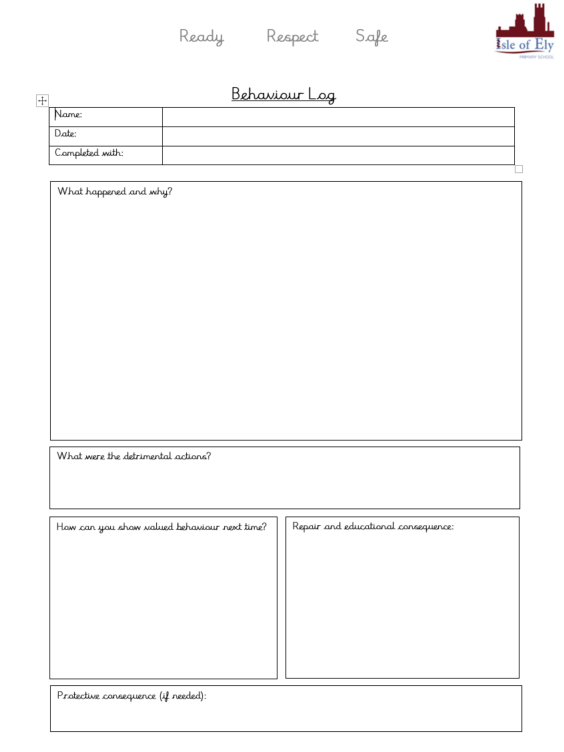 Ready Respect Safe
Isle of Ely
PRIMARY SCHOOL
Behaviour Log
Name:
Date:
Completed with:
What happened and why?
What were the detrimental actions?
How can you show valued behaviour next time?
Repair and educational consequence:
Protective consequence (if needed):